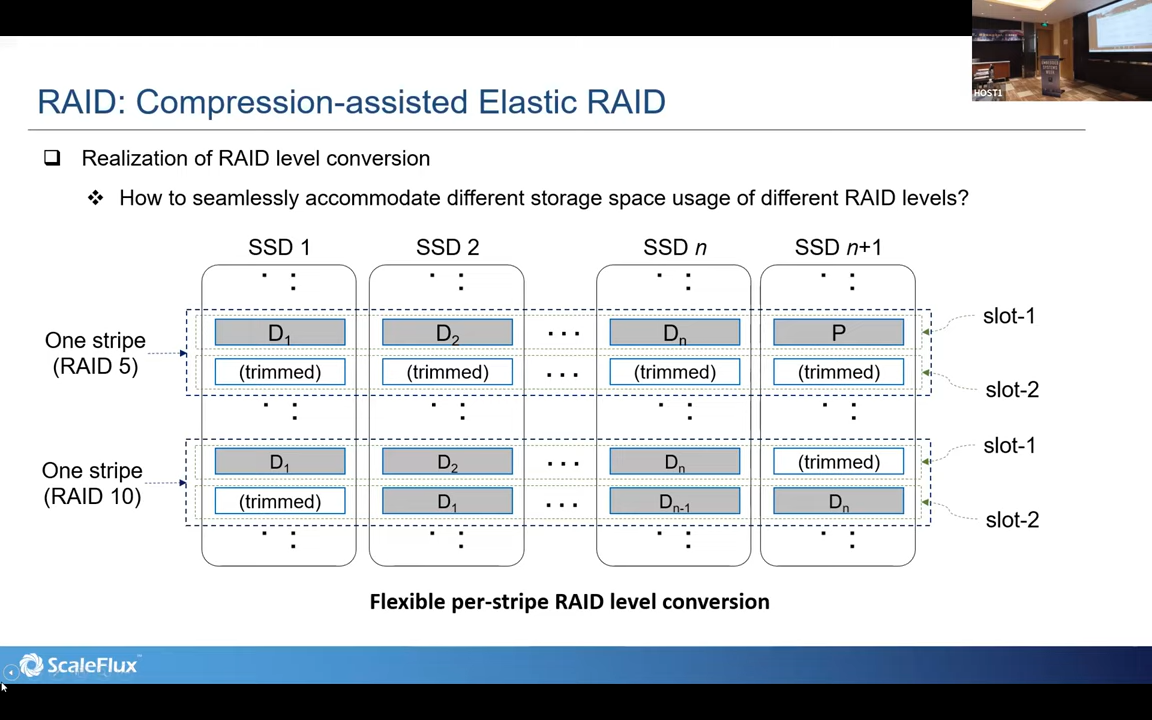 RAID: Compression-assisted Elastic RAID
❑ Realization of RAID level conversion
❖ How to seamlessly accommodate different storage space usage of different RAID levels?
SSD 1 SSD 2 SSD n SSD n+1
One stripe
(RAID 5)
D1 D2 ··· Dn P
slot-1
(trimmed) (trimmed) ··· (trimmed) (trimmed)
slot-2
One stripe
(RAID 10)
D1 D2 ··· Dn (trimmed)
slot-1
(trimmed) D1 ··· Dn-1 Dn
slot-2
Flexible per-stripe RAID level conversion
ScaleFlux
HOST1